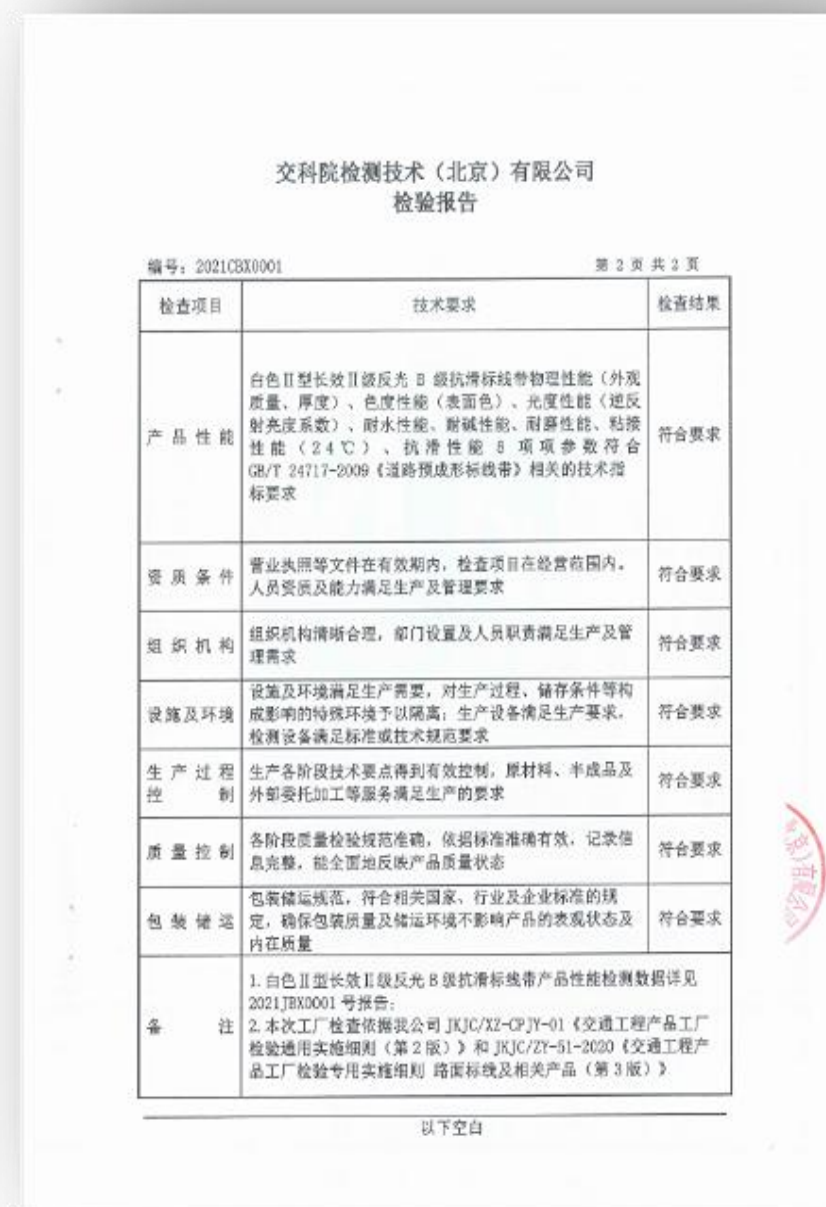 交科院检测技术（北京）有限公司
检验报告
编号：2021CBX0001 第 2 页 共 2 页
检查项目 技术要求 检查结果
产品性能 白色Ⅱ型长效Ⅱ级反光 B 级抗滑标线带物理性能（外观
质量、厚度）、色度性能（表面色）、光度性能（逆反
射亮度系数）、耐水性能、耐碱性能、耐磨性能、粘接
性能（24℃）、抗滑性能 8 项项参数符合
GB/T 24717-2009《道路预成形标线带》相关的技术指
标要求
符合要求
资质条件 营业执照等文件在有效期内，检查项目在经营范围内。
人员资质及能力满足生产及管理要求
符合要求
组织机构 组织机构清晰合理，部门设置及人员职责满足生产及管
理需求
符合要求
设施及环境 设施及环境满足生产需要，对生产过程、储存条件等构
成影响的特殊环境予以隔离；生产设备满足生产要求，
检测设备满足标准或技术规范要求
符合要求
生产过程
控制
生产各阶段技术要点得到有效控制，原材料、半成品及
外部委托加工等服务满足生产的要求
符合要求
质量控制 各阶段质量检验规范准确，依据标准准确有效，记录信
息完整，能全面地反映产品质量状态
符合要求
包装储运 包装储运规范，符合相关国家、行业及企业标准的规
定，确保包装质量及储运环境不影响产品的表观状态及
内在质量
符合要求
备注 1.白色Ⅱ型长效Ⅱ级反光 B 级抗滑标线带产品性能检测数据详见
2021JBX0001 号报告；
2.本次工厂检查依据我公司 JKJC/XZ-CPJY-01《交通工程产品工厂
检验通用实施细则（第 2 版）》和 JKJC/ZY-51-2020《交通工程产
品工厂检验专用实施细则 路面标线及相关产品（第 3 版）》
以下空白
京）有限公司